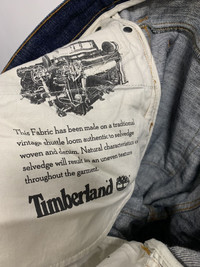 This Fabric has been made on a traditional
vintage shuttle loom authentic to selvedge
woven and denim. Natural characteristics of
selvedge will result in an uneven texture
throughout the garment.
Timberland